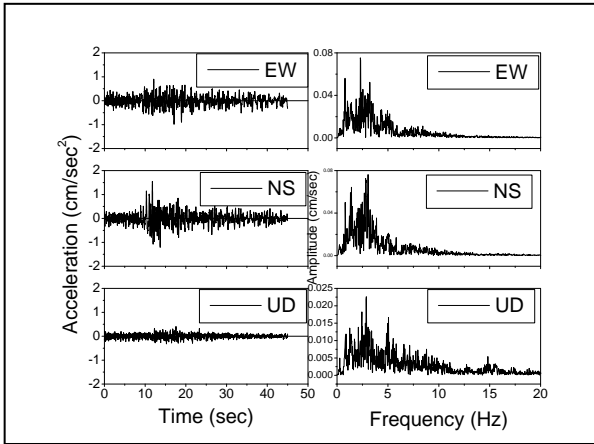 Acceleration (cm/sec²)
2
1
0
-1
-2
EW
2
1
0
-1
-2
NS
2
1
0
-1
-2
UD
0 10 20 30 40 50
Time (sec)
Amplitude (cm/sec)
0.08
0.04
0.00
EW
0.08
0.04
0.00
NS
0.025
0.020
0.015
0.010
0.005
0.000
UD
0 5 10 15 20
Frequency (Hz)